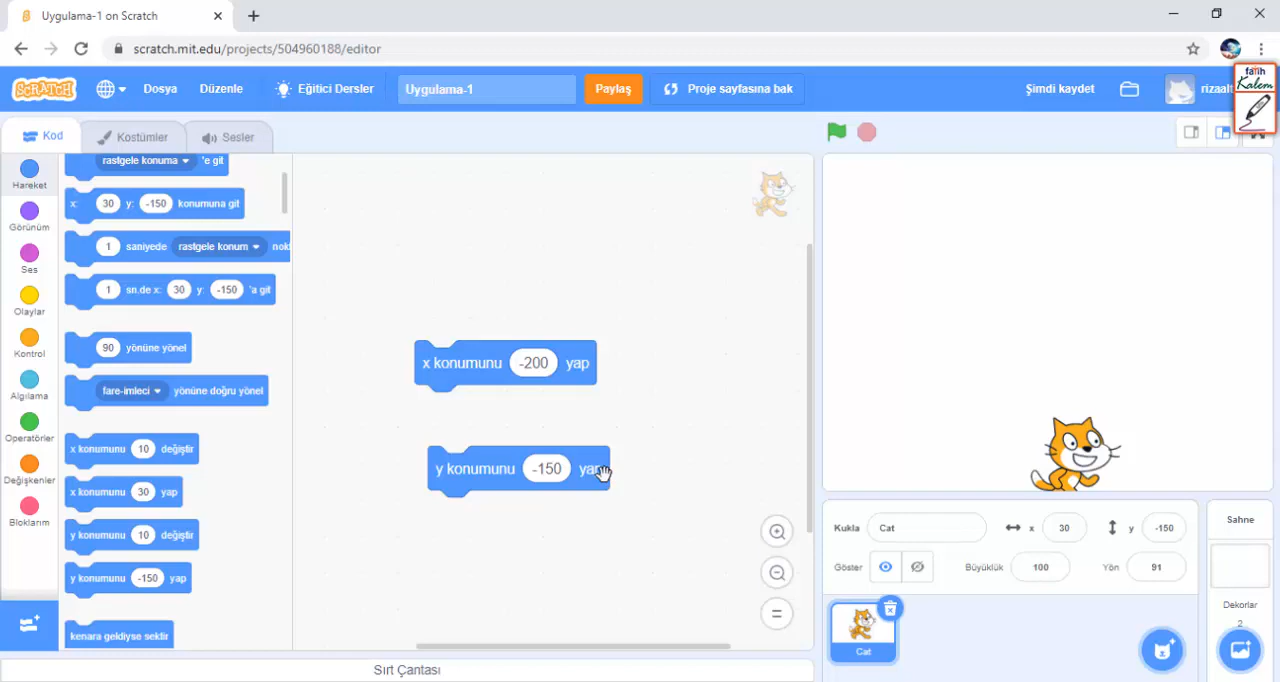 Uygulama-1 on Scratch
scratch.mit.edu/projects/504960188/editor
SCRATCH
Dosya
Düzenle
Eğitici Dersler
Uygulama-1
Paylaş
Proje sayfasına bak
Şimdi kaydet
rizaalt
fatih
Kalem
Kod
Kostümler
Sesler
Hareket
Görünüm
Ses
Olaylar
Kontrol
Algılama
Operatörler
Değişkenler
Bloklarım
rastgele konuma 'e git
x: 30 y: -150 konumuna git
1 saniyede rastgele konum
1 sn.de x: 30 y: -150 'a git
90 yönüne yönel
fare-imleci yönüne doğru yönel
x konumunu 10 değiştir
x konumunu 30 yap
y konumunu 10 değiştir
y konumunu -150 yap
kenara geldiyse sektir
x konumunu -200 yap
y konumunu -150
Kukla Cat x 30 y -150
Göster Büyüklük 100 Yön 91
Cat
Sahne
Dekorlar
2
Sırt Çantası